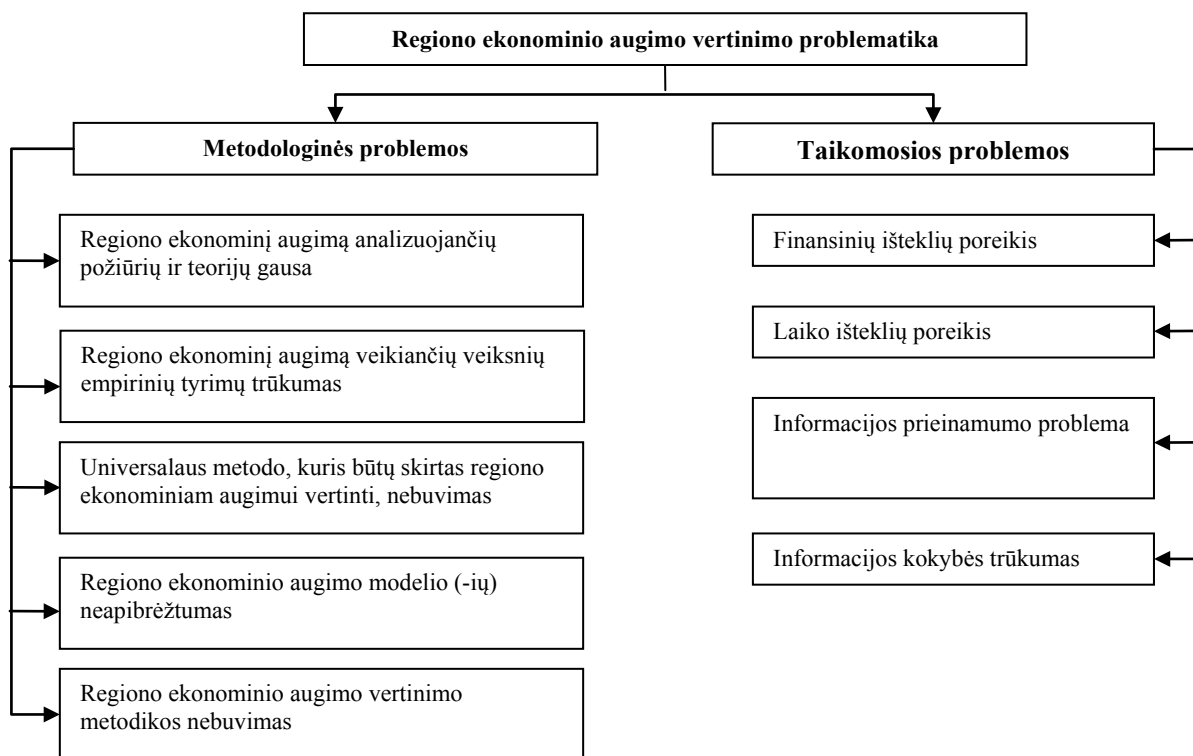 Regiono ekonominio augimo vertinimo problematika
Metodologinės problemos
Regiono ekonominį augimą analizuojančių
požiūrių ir teorijų gausa
Regiono ekonominį augimą veikiančių veiksnių
empirinių tyrimų trūkumas
Universalaus metodo, kuris būtų skirtas regiono
ekonominiam augimui vertinti, nebuvimas
Regiono ekonominio augimo modelio (-ių)
neapibrėžtumas
Regiono ekonominio augimo vertinimo
metodikos nebuvimas
Taikomosios problemos
Finansinių išteklių poreikis
Laiko išteklių poreikis
Informacijos prieinamumo problema
Informacijos kokybės trūkumas